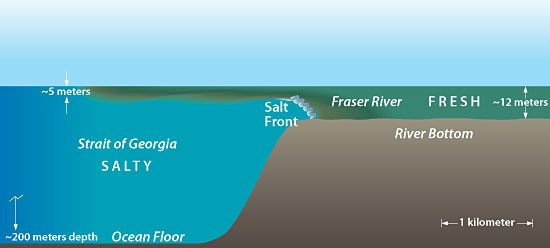 ~5 meters
Salt
Front
Fraser River
FRESH
~12 meters
River Bottom
Strait of Georgia
SALTY
1 kilometer
~200 meters depth
Ocean Floor